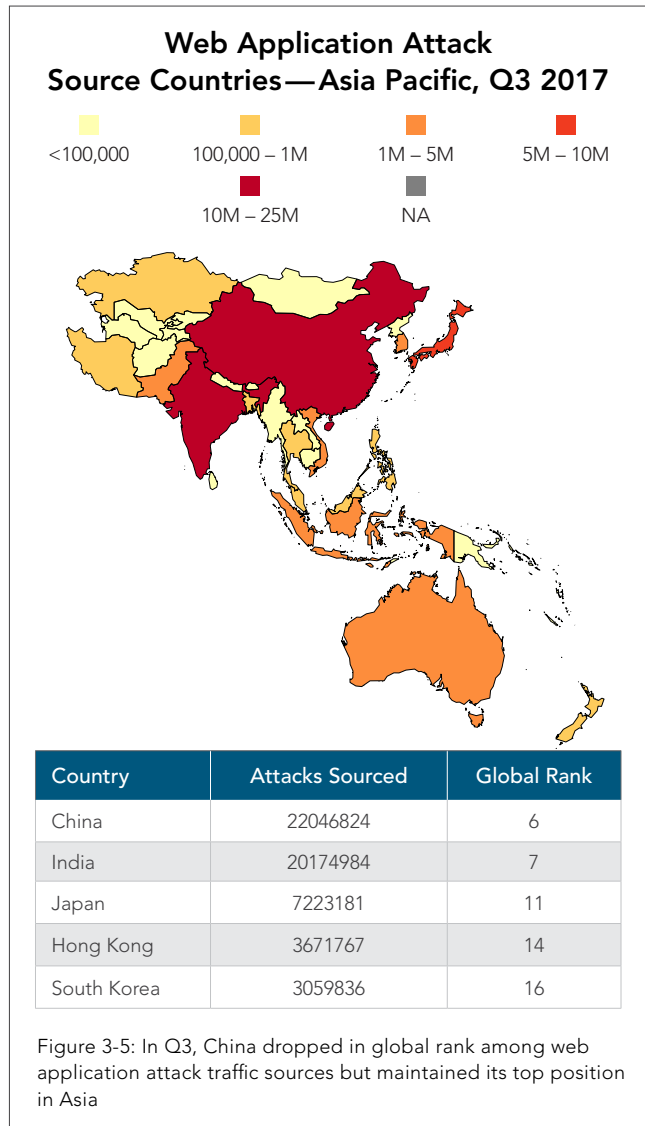 Web Application Attack
Source Countries — Asia Pacific, Q3 2017
<100,000 100,000 – 1M 1M – 5M 5M – 10M
10M – 25M NA
Country Attacks Sourced Global Rank
China 22046824 6
India 20174984 7
Japan 7223181 11
Hong Kong 3671767 14
South Korea 3059836 16
Figure 3-5: In Q3, China dropped in global rank among web
application attack traffic sources but maintained its top position
in Asia